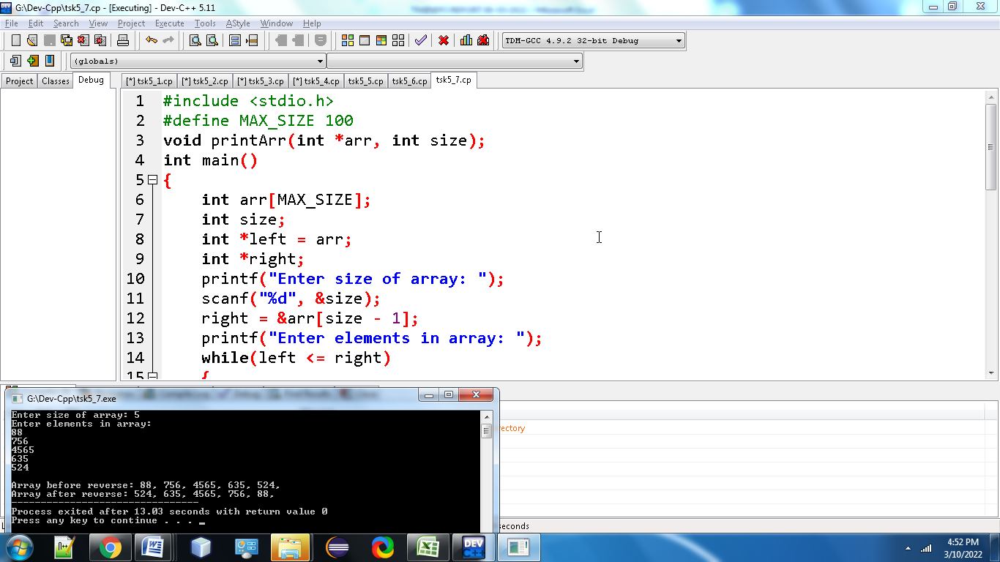 G:\Dev-Cpp\tsk5_7.cp - [Executing] - Dev-C++ 5.11
File Edit Search View Project Execute Tools AStyle Window Help
TDM-GCC 4.9.2 32-bit Debug
(globals)
Project Classes Debug [*] tsk5_1.cp [*] tsk5_2.cp [*] tsk5_3.cp [*] tsk5_4.cp tsk5_5.cp tsk5_6.cp tsk5_7.cp
1 #include <stdio.h>
2 #define MAX_SIZE 100
3 void printArr(int *arr, int size);
4 int main()
5 {
6 int arr[MAX_SIZE];
7 int size;
8 int *left = arr;
9 int *right;
10 printf("Enter size of array: ");
11 scanf("%d", &size);
12 right = &arr[size - 1];
13 printf("Enter elements in array: ");
14 while(left <= right)
15 {
G:\Dev-Cpp\tsk5_7.exe
Enter size of array: 5
Enter elements in array:
88
756
4565
635
524
Array before reverse: 88, 756, 4565, 635, 524,
Array after reverse: 524, 635, 4565, 756, 88,
--------------------------------
Process exited after 13.03 seconds with return value 0
Press any key to continue . . . _
rectory
seconds
DEV C++
4:52 PM
3/10/2022